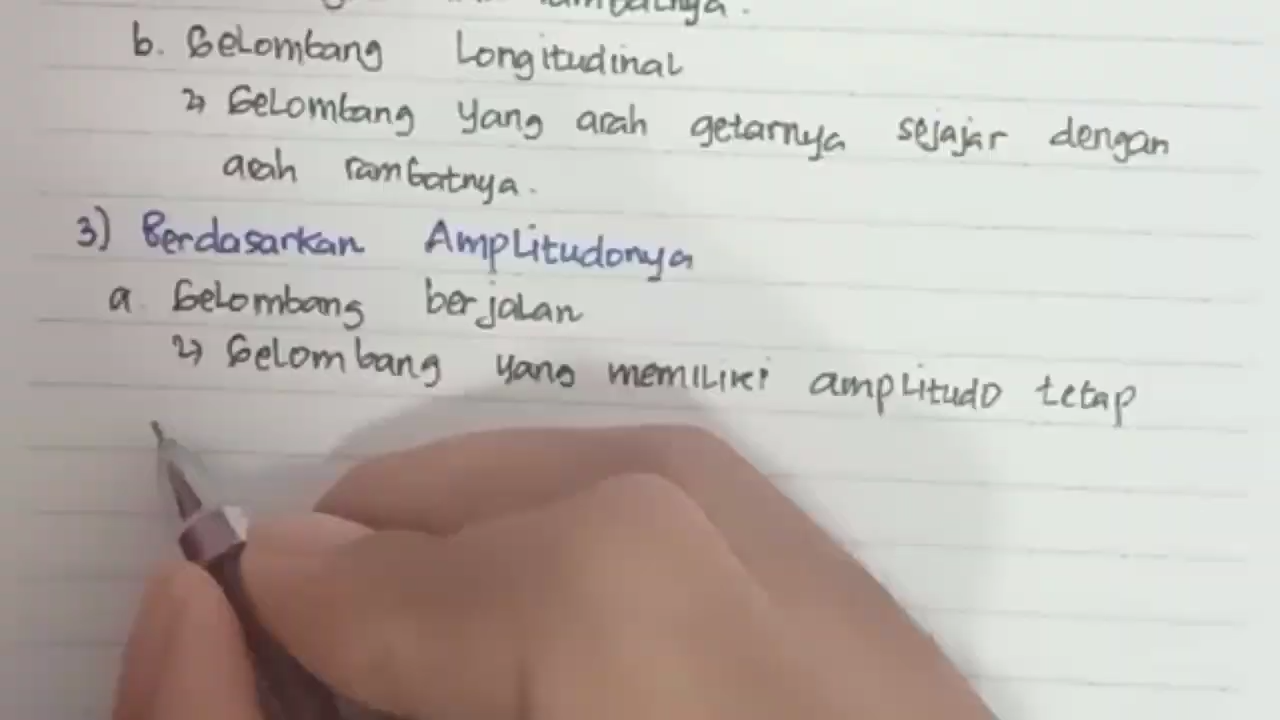 rambatnya.
b. Gelombang Longitudinal
↳ Gelombang yang arah getarnya sejajar dengan
arah rambatnya.
3) Berdasarkan Amplitudonya
a. Gelombang berjalan
↳ Gelombang yang memiliki amplitudo tetap